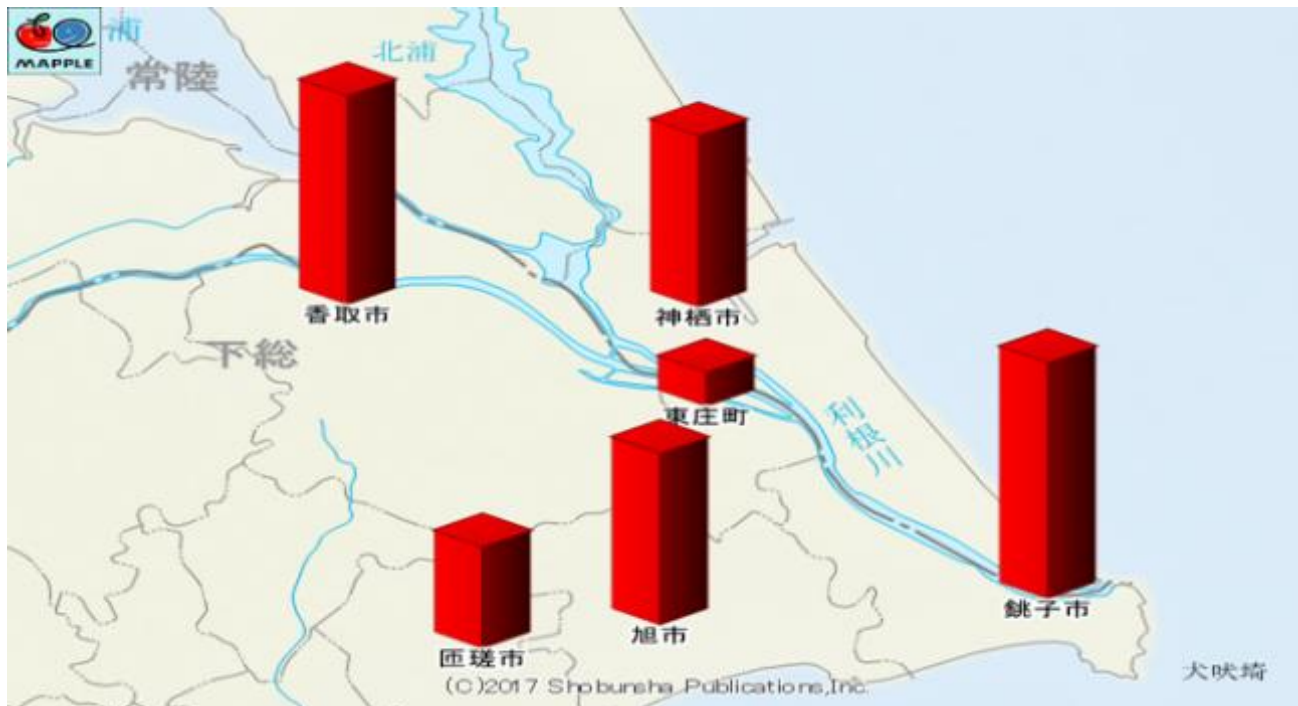 MAPPLE
浦
北浦
常陸
香取市
神栖市
下総
東庄町
利根川
銚子市
旭市
匝瑳市
犬吠埼
(C)2017 Shobunsha Publications,Inc.